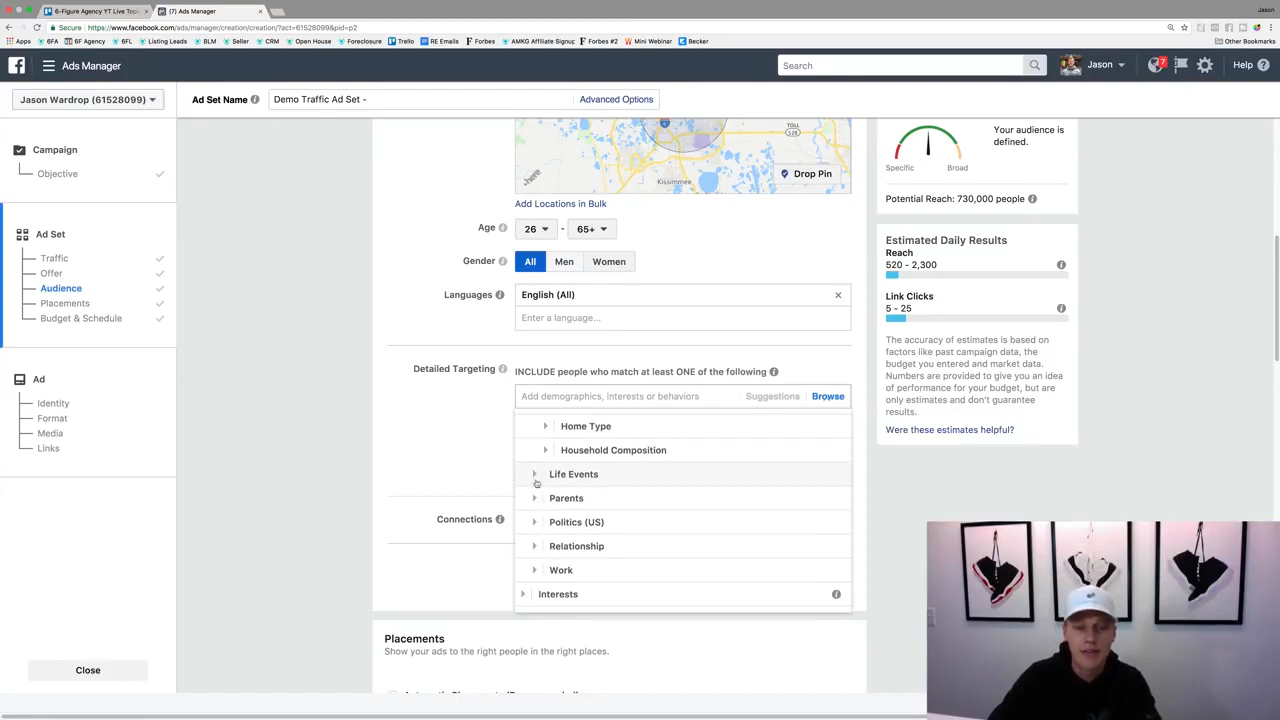 Jason
6-Figure Agency YT Live Topic
(7) Ads Manager
Secure
https://www.facebook.com/ads/manager/creation/creation/?act=61528099&pid=p2
Apps
6FA
6F Agency
6FL
Listing Leads
BLM
Seller
CRM
Open House
Foreclosure
Trello
RE Emails
Forbes
AMKG Affiliate Signup
Forbes #2
Mini Webinar
Becker
Other Bookmarks
Ads Manager
Search
Jason
7
Help
Jason Wardrop (61528099)
Ad Set Name
Demo Traffic Ad Set -
Advanced Options
Campaign
Objective
Ad Set
Traffic
Offer
Audience
Placements
Budget & Schedule
Ad
Identity
Format
Media
Links
Close
TOLL
528
Kissimmee
here
Drop Pin
Add Locations in Bulk
Age
26
-
65+
Gender
All
Men
Women
Languages
English (All)
Enter a language...
Detailed Targeting
INCLUDE people who match at least ONE of the following
Add demographics, interests or behaviors
Suggestions
Browse
Home Type
Household Composition
Life Events
Parents
Politics (US)
Relationship
Work
Interests
Connections
Placements
Show your ads to the right people in the right places.
Specific
Broad
Your audience is
defined.
Potential Reach: 730,000 people
Estimated Daily Results
Reach
520 - 2,300
Link Clicks
5 - 25
The accuracy of estimates is based on
factors like past campaign data, the
budget you entered and market data.
Numbers are provided to give you an idea
of performance for your budget, but are
only estimates and don't guarantee
results.
Were these estimates helpful?